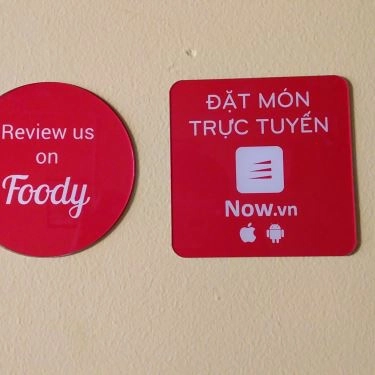 Review us
on
Foody
ĐẶT MÓN
TRỰC TUYẾN
Now.vn